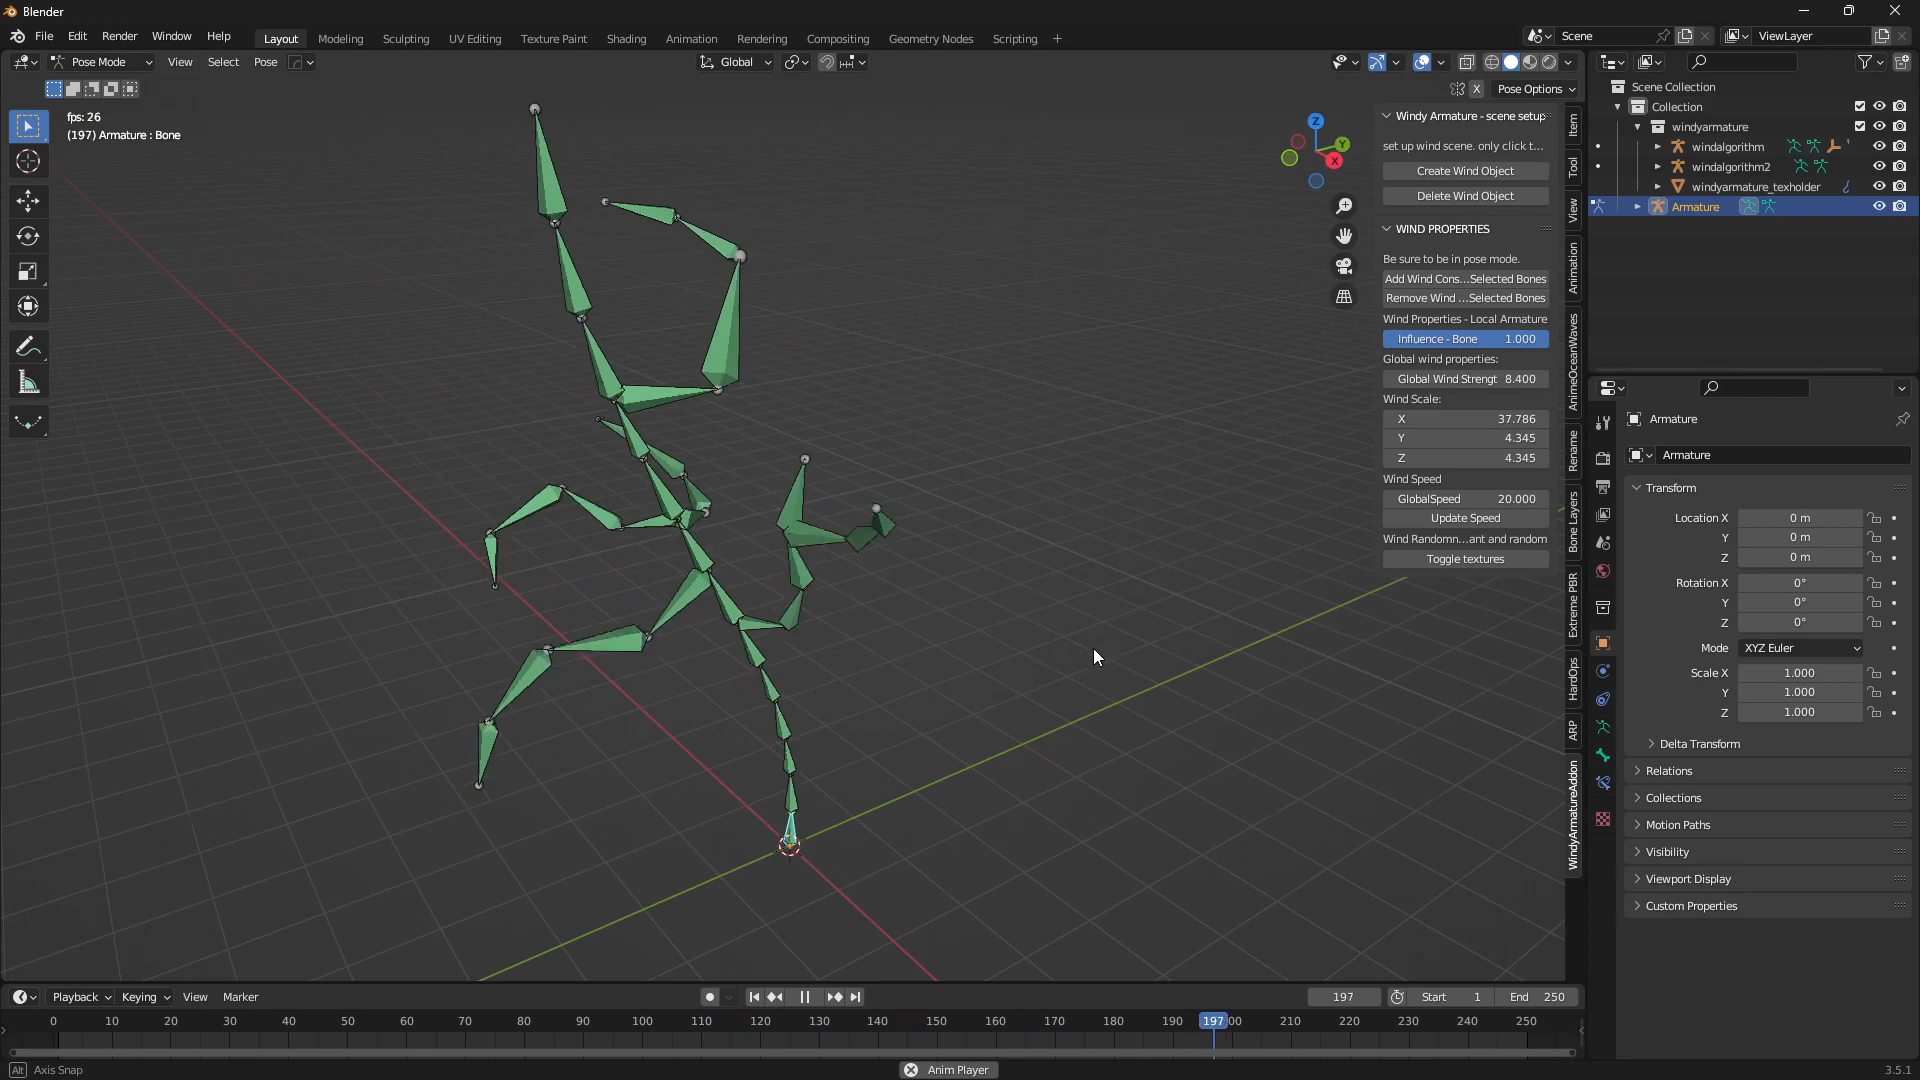 Blender
File Edit Render Window Help
Layout Modeling Sculpting UV Editing Texture Paint Shading Animation Rendering Compositing Geometry Nodes Scripting +
Scene
ViewLayer
Pose Mode View Select Pose
Global
X Pose Options
fps: 26
(197) Armature : Bone
Z
Y
X
Windy Armature - scene setup
set up wind scene. only click t...
Create Wind Object
Delete Wind Object
WIND PROPERTIES
Be sure to be in pose mode.
Add Wind Cons...Selected Bones
Remove Wind ...Selected Bones
Wind Properties - Local Armature
Influence - Bone 1.000
Global wind properties:
Global Wind Strengt 8.400
Wind Scale:
X 37.786
Y 4.345
Z 4.345
Wind Speed
GlobalSpeed 20.000
Update Speed
Wind Randomn...ant and random
Toggle textures
Item
Tool
View
Animation
AnimeOceanWaves
Rename
Bone Layers
Extreme PBR
HardOps
ARP
WindyArmatureAddon
Scene Collection
Collection
windyarmature
windalgorithm
windalgorithm2
windyarmature_texholder
Armature
Armature
Armature
Transform
Location X 0 m
Y 0 m
Z 0 m
Rotation X 0°
Y 0°
Z 0°
Mode XYZ Euler
Scale X 1.000
Y 1.000
Z 1.000
Delta Transform
Relations
Collections
Motion Paths
Visibility
Viewport Display
Custom Properties
Playback Keying View Marker
197 Start 1 End 250
0 10 20 30 40 50 60 70 80 90 100 110 120 130 140 150 160 170 180 190 197 00 210 220 230 240 250
Alt Axis Snap
Anim Player
3.5.1